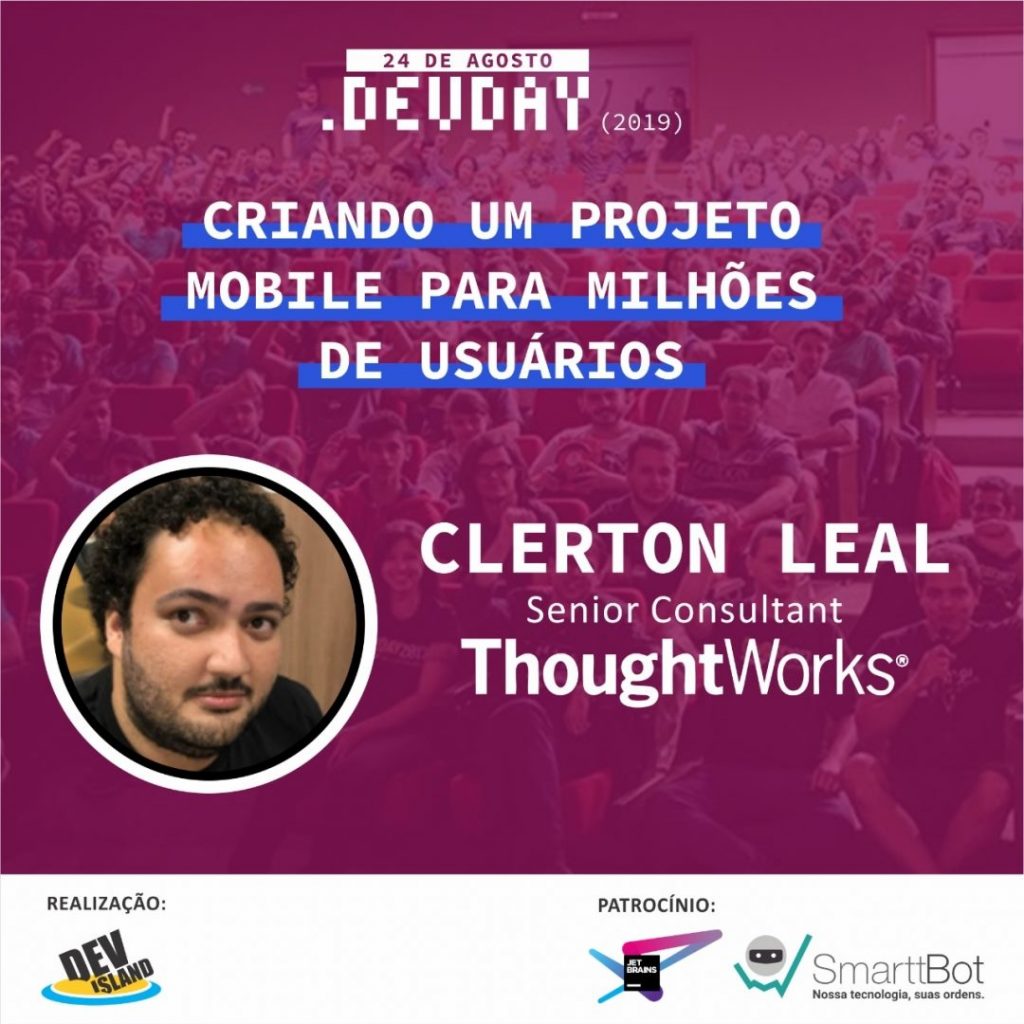 24 DE AGOSTO
.DEVDAY (2019)
CRIANDO UM PROJETO
MOBILE PARA MILHÕES
DE USUÁRIOS
CLERTON LEAL
Senior Consultant
ThoughtWorks®
REALIZAÇÃO:
DEV
ISLAND
PATROCÍNIO:
JET
BRAINS
SmarttBot
Nossa tecnologia, suas ordens.